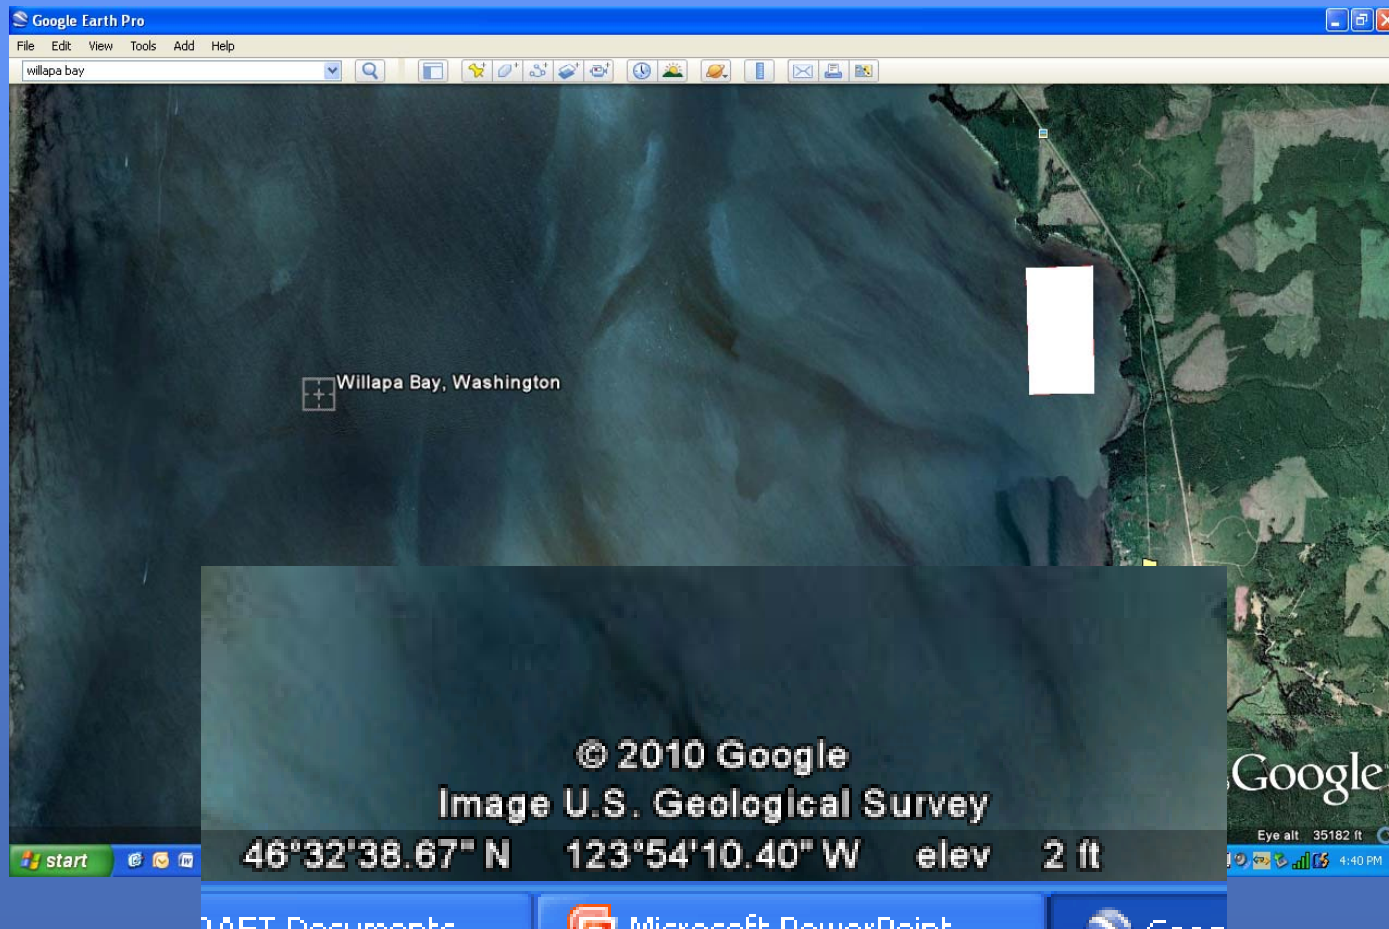 Google Earth Pro
File Edit View Tools Add Help
willapa bay
Willapa Bay, Washington
© 2010 Google
Image U.S. Geological Survey
46°32'38.67" N 123°54'10.40" W elev 2 ft
Google
Eye alt 35182 ft
start
4:40 PM
Documents
Microsoft PowerPoint